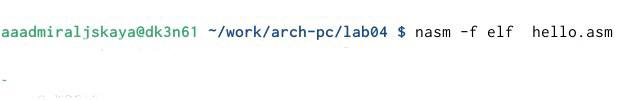 aaadmiraljskaya@dk3n61 ~/work/arch-pc/lab04 $ nasm -f elf  hello.asm